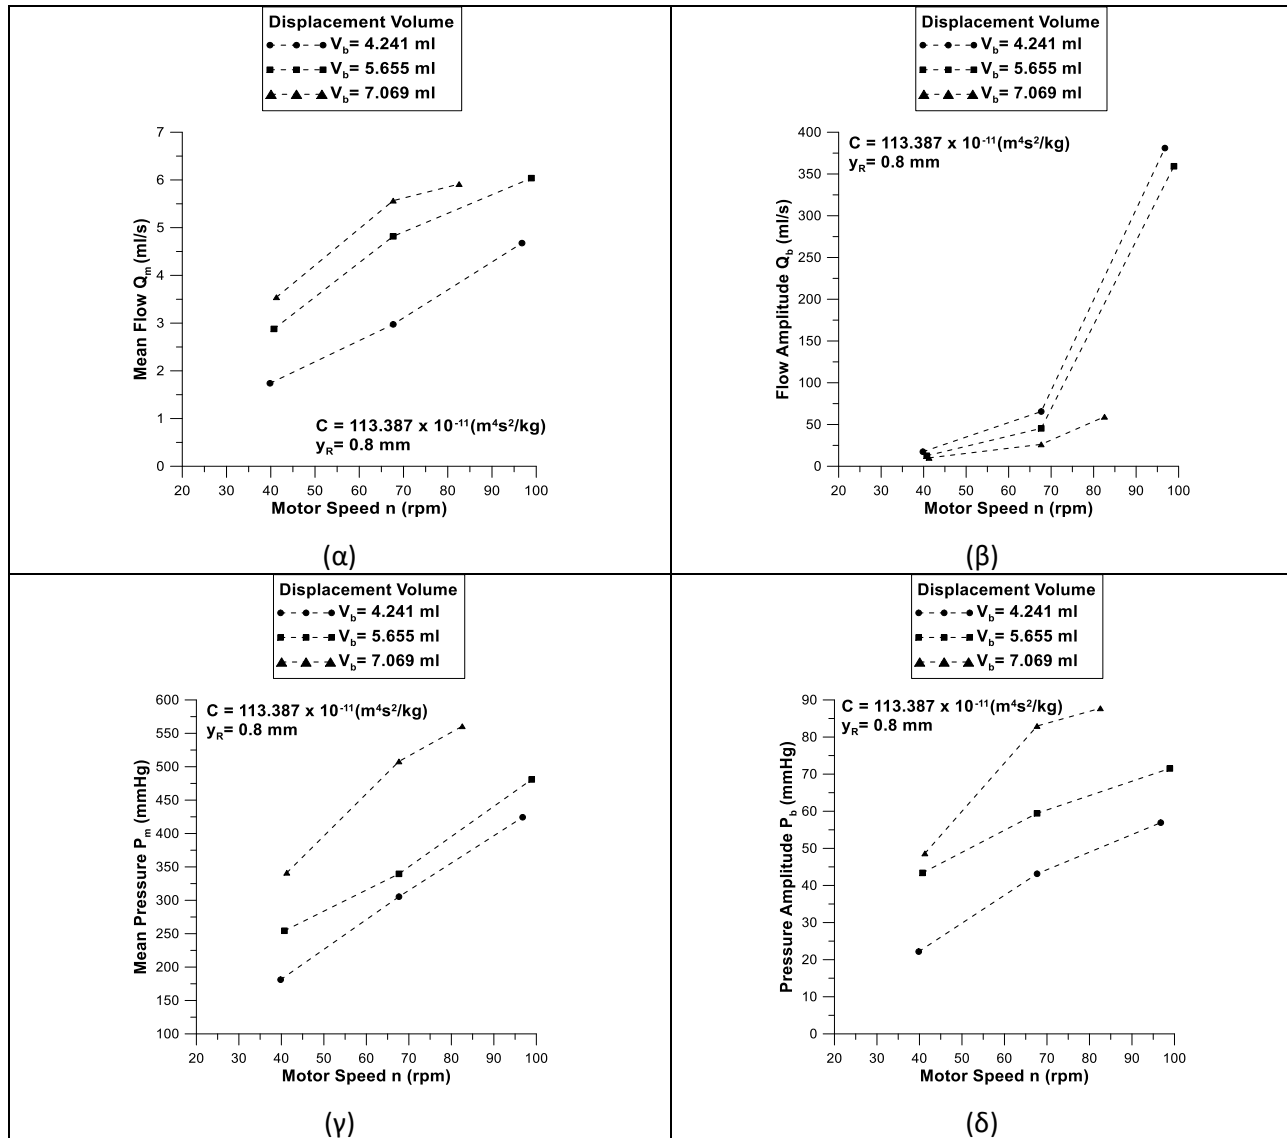 Displacement Volume
V_b= 4.241 ml
V_b= 5.655 ml
V_b= 7.069 ml
7
6
5
4
3
2
1
0
Mean Flow Q_m (ml/s)
C = 113.387 x 10⁻¹¹(m⁴s²/kg)
y_R= 0.8 mm
20 30 40 50 60 70 80 90 100
Motor Speed n (rpm)
(α)
Displacement Volume
V_b= 4.241 ml
V_b= 5.655 ml
V_b= 7.069 ml
C = 113.387 x 10⁻¹¹(m⁴s²/kg)
y_R= 0.8 mm
400
350
300
250
200
150
100
50
0
Flow Amplitude Q_b (ml/s)
20 30 40 50 60 70 80 90 100
Motor Speed n (rpm)
(β)
Displacement Volume
V_b= 4.241 ml
V_b= 5.655 ml
V_b= 7.069 ml
C = 113.387 x 10⁻¹¹(m⁴s²/kg)
y_R= 0.8 mm
600
550
500
450
400
350
300
250
200
150
100
Mean Pressure P_m (mmHg)
20 30 40 50 60 70 80 90 100
Motor Speed n (rpm)
(γ)
Displacement Volume
V_b= 4.241 ml
V_b= 5.655 ml
V_b= 7.069 ml
C = 113.387 x 10⁻¹¹(m⁴s²/kg)
y_R= 0.8 mm
90
80
70
60
50
40
30
20
10
0
Pressure Amplitude P_b (mmHg)
20 30 40 50 60 70 80 90 100
Motor Speed n (rpm)
(δ)